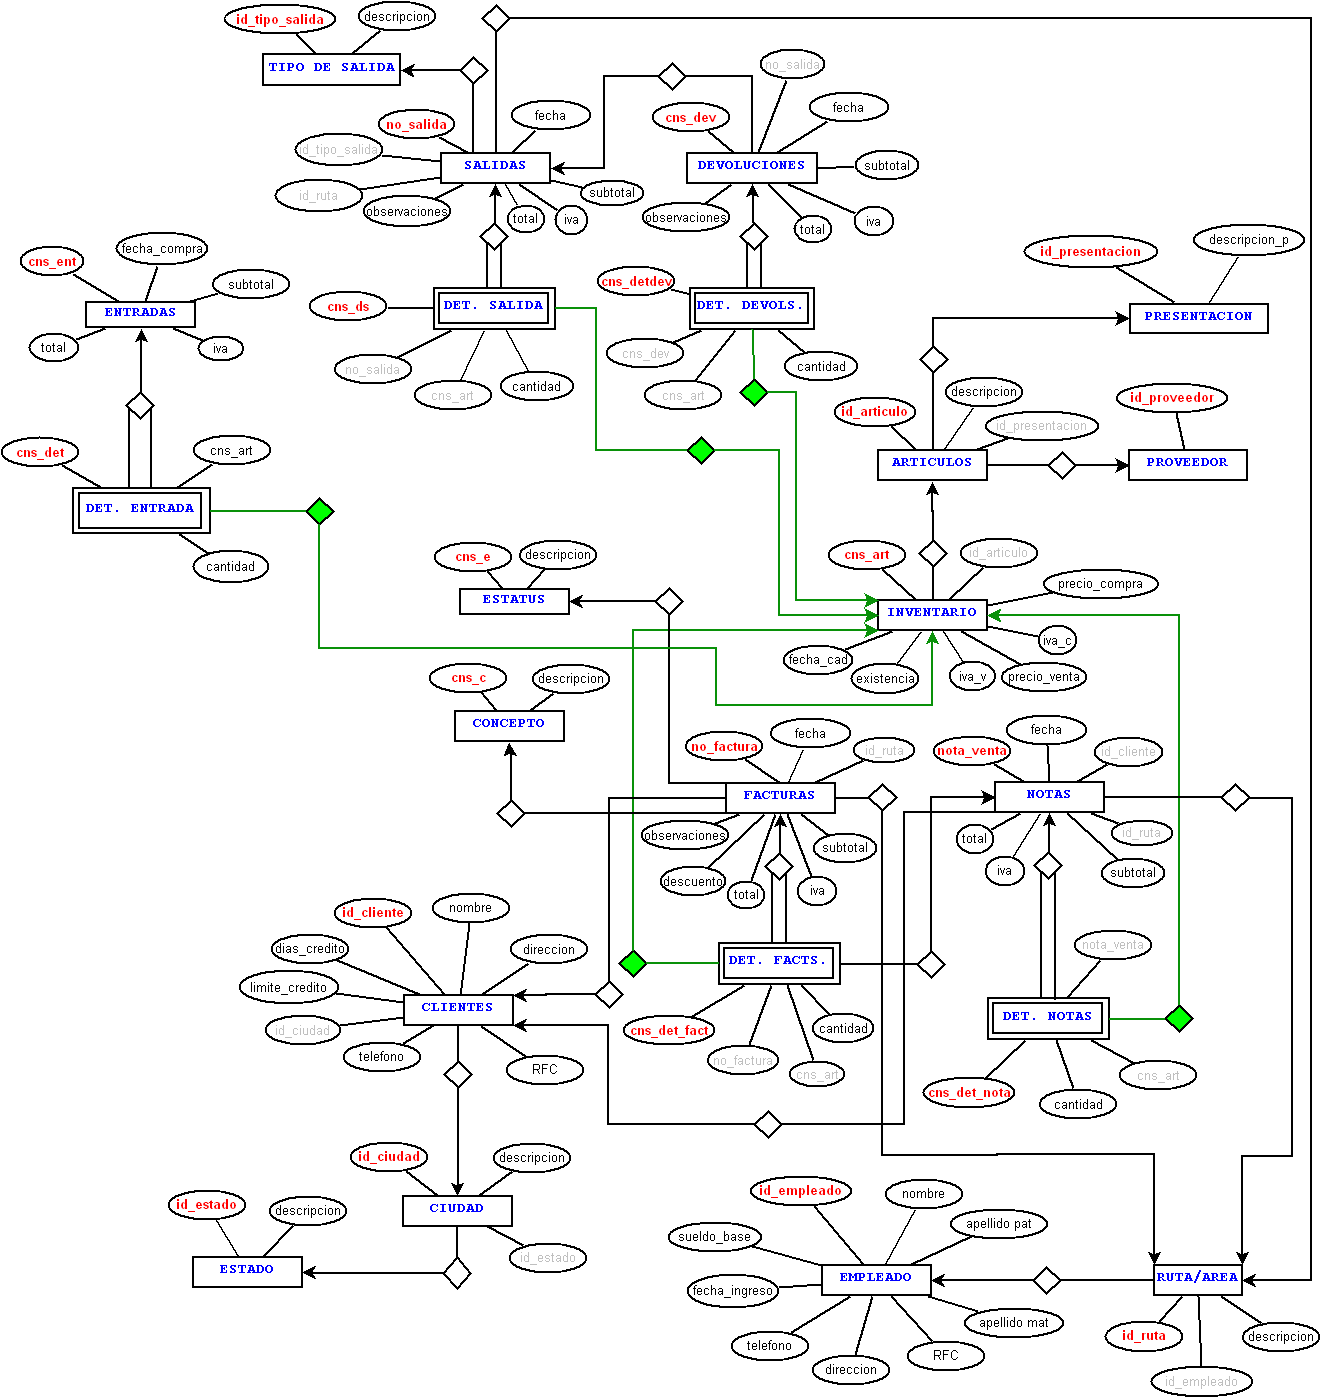 id_tipo_salida
descripcion
TIPO DE SALIDA
no_salida
fecha
id_tipo_salida
SALIDAS
id_ruta
observaciones
total
iva
subtotal
no_salida
cns_dev
fecha
DEVOLUCIONES
subtotal
observaciones
total
iva
cns_ent
fecha_compra
subtotal
ENTRADAS
total
iva
cns_ds
DET. SALIDA
no_salida
cns_art
cantidad
cns_detdev
DET. DEVOLS.
cns_dev
cns_art
cantidad
id_presentacion
descripcion_p
PRESENTACION
cns_det
cns_art
DET. ENTRADA
cantidad
id_articulo
descripcion
id_presentacion
ARTICULOS
id_proveedor
PROVEEDOR
cns_e
descripcion
ESTATUS
cns_art
id_articulo
precio_compra
INVENTARIO
iva_c
fecha_cad
existencia
iva_v
precio_venta
cns_c
descripcion
CONCEPTO
no_factura
fecha
id_ruta
FACTURAS
observaciones
descuento
total
iva
subtotal
nota_venta
fecha
id_cliente
NOTAS
total
iva
subtotal
id_ruta
id_cliente
nombre
dias_credito
direccion
limite_credito
CLIENTES
id_ciudad
telefono
RFC
DET. FACTS.
cns_det_fact
no_factura
cns_art
cantidad
nota_venta
DET. NOTAS
cns_det_nota
cantidad
cns_art
id_ciudad
descripcion
CIUDAD
id_estado
id_estado
descripcion
ESTADO
id_empleado
nombre
apellido pat
sueldo_base
EMPLEADO
fecha_ingreso
telefono
direccion
RFC
apellido mat
RUTA/AREA
id_ruta
id_empleado
descripcion